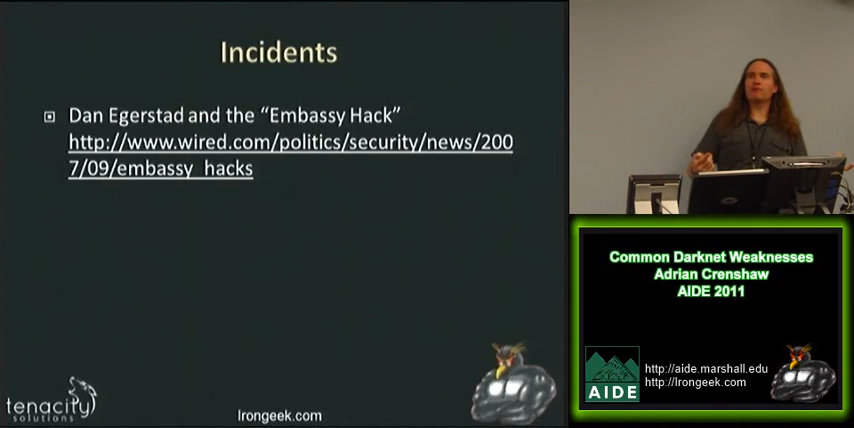 Incidents
Dan Egerstad and the “Embassy Hack”
http://www.wired.com/politics/security/news/200
7/09/embassy_hacks
tenacity
SOLUTIONS
Irongeek.com
Common Darknet Weaknesses
Adrian Crenshaw
AIDE 2011
AIDE
http://aide.marshall.edu
http://Irongeek.com